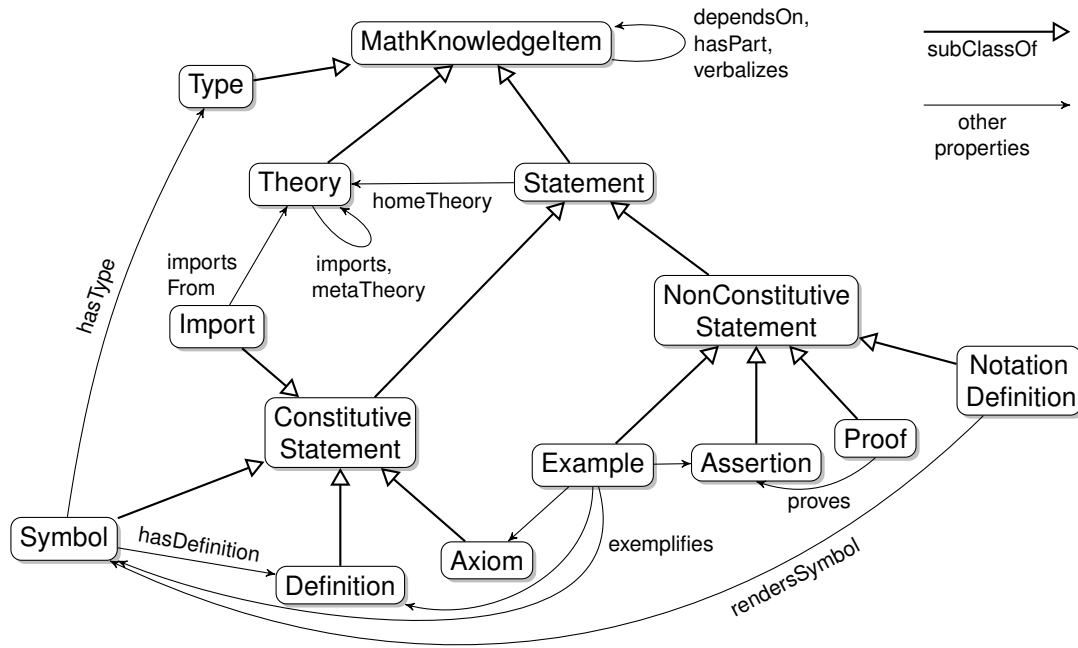 MathKnowledgeItem
dependsOn,
hasPart,
verbalizes
subClassOf
other
properties
Type
Theory
homeTheory
Statement
imports
From
imports,
metaTheory
hasType
Import
NonConstitutive
Statement
Notation
Definition
Constitutive
Statement
Example
Assertion
Proof
proves
Symbol
hasDefinition
Definition
Axiom
exemplifies
rendersSymbol